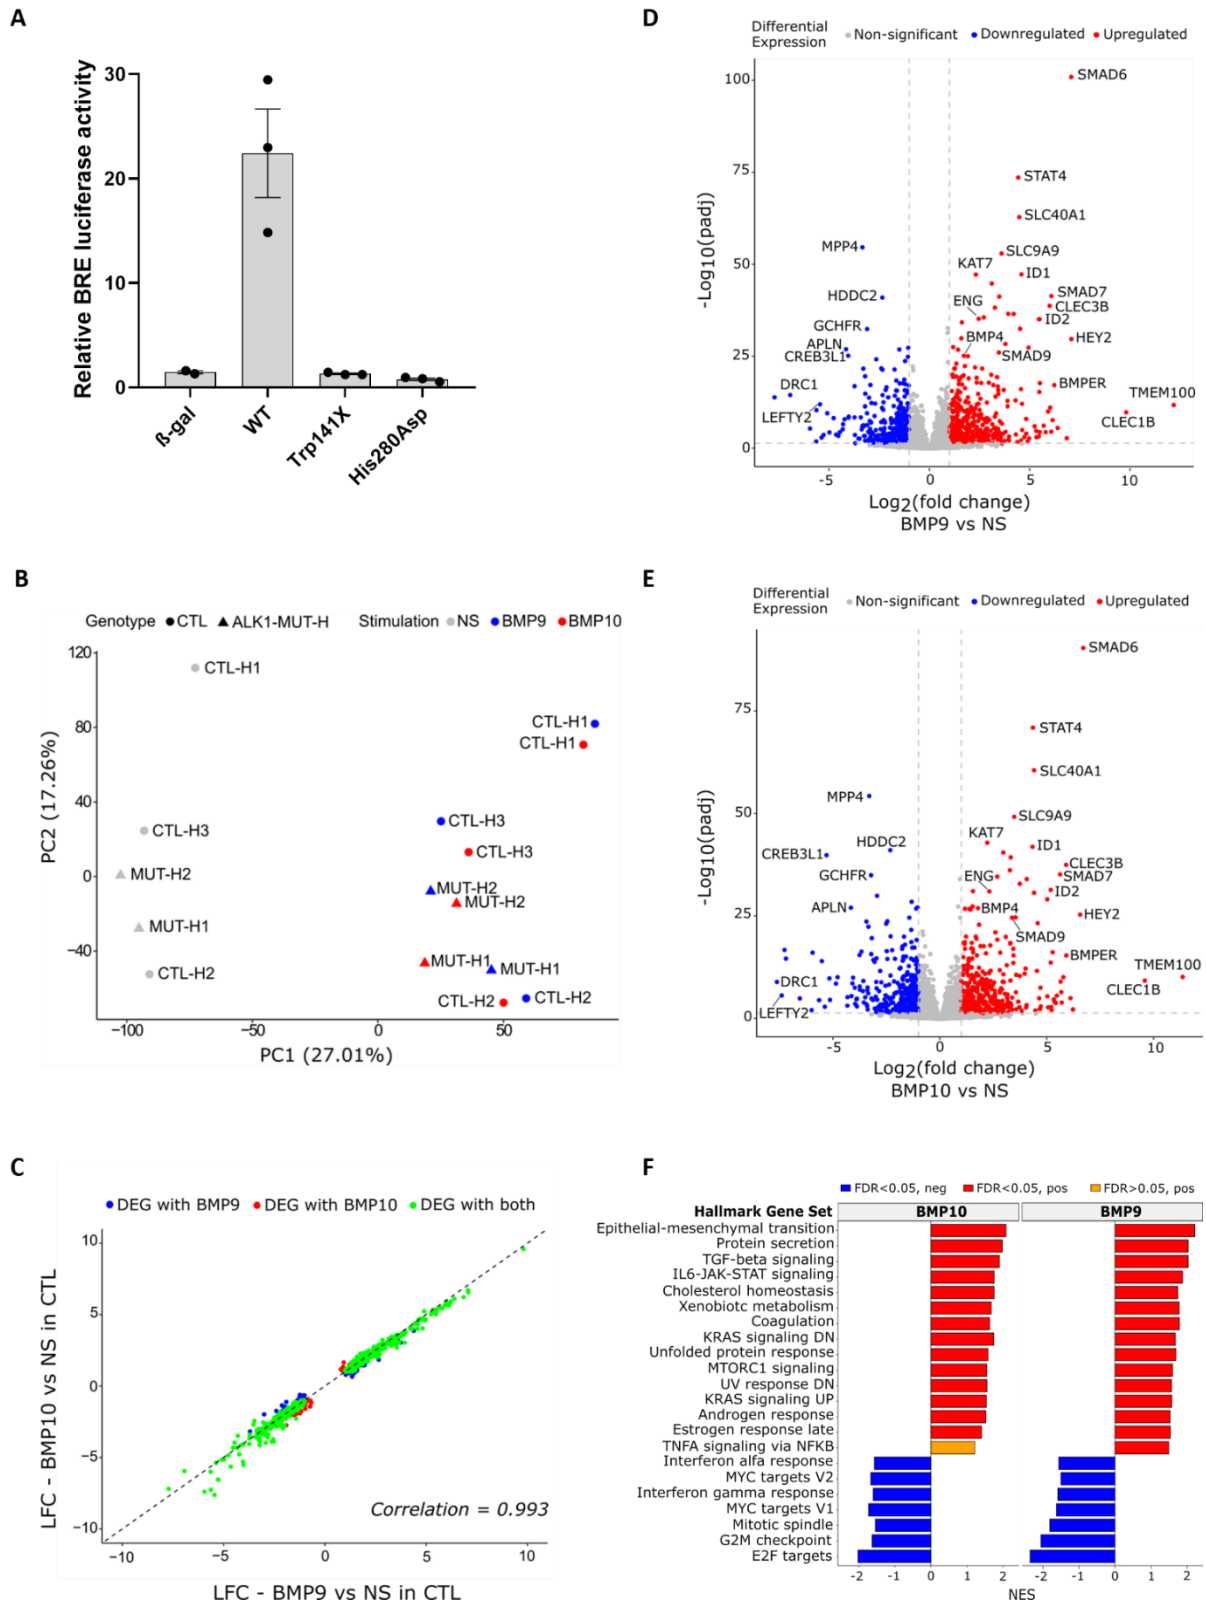 A
Relative BRE luciferase activity
30
20
10
0
ß-gal
WT
Trp141X
His280Asp
B
Genotype CTL ALK1-MUT-H Stimulation NS BMP9 BMP10
120
80
40
0
−40
PC2 (17.26%)
CTL-H1
CTL-H1
CTL-H1
CTL-H3
CTL-H3
CTL-H3
MUT-H2
MUT-H2
MUT-H2
MUT-H1
MUT-H1
MUT-H1
CTL-H2
CTL-H2
CTL-H2
−100 −50 0 50
PC1 (27.01%)
C
DEG with BMP9 DEG with BMP10 DEG with both
LFC - BMP10 vs NS in CTL
10
5
0
−5
−10
Correlation = 0.993
−10 −5 0 5 10
LFC - BMP9 vs NS in CTL
D
Differential Expression Non-significant Downregulated Upregulated
-Log10(padj)
100
75
50
25
0
SMAD6
STAT4
SLC40A1
MPP4
SLC9A9
KAT7
ID1
HDDC2
SMAD7
CLEC3B
ENG
ID2
GCHFR
HEY2
APLN
BMP4
CREB3L1
SMAD9
DRC1
BMPER
TMEM100
LEFTY2
CLEC1B
-5 0 5 10
Log2(fold change)
BMP9 vs NS
E
Differential Expression Non-significant Downregulated Upregulated
-Log10(padj)
75
50
25
0
SMAD6
STAT4
SLC40A1
MPP4
SLC9A9
KAT7
HDDC2
ID1
CREB3L1
CLEC3B
GCHFR
ENG
SMAD7
ID2
APLN
BMP4
HEY2
SMAD9
BMPER
TMEM100
DRC1
CLEC1B
LEFTY2
-5 0 5 10
Log2(fold change)
BMP10 vs NS
F
FDR<0.05, neg FDR<0.05, pos FDR>0.05, pos
Hallmark Gene Set BMP10 BMP9
Epithelial-mesenchymal transition
Protein secretion
TGF-beta signaling
IL6-JAK-STAT signaling
Cholesterol homeostasis
Xenobiotc metabolism
Coagulation
KRAS signaling DN
Unfolded protein response
MTORC1 signaling
UV response DN
KRAS signaling UP
Androgen response
Estrogen response late
TNFA signaling via NFKB
Interferon alfa response
MYC targets V2
Interferon gamma response
MYC targets V1
Mitotic spindle
G2M checkpoint
E2F targets
-2 -1 0 1 2 -2 -1 0 1 2
NES